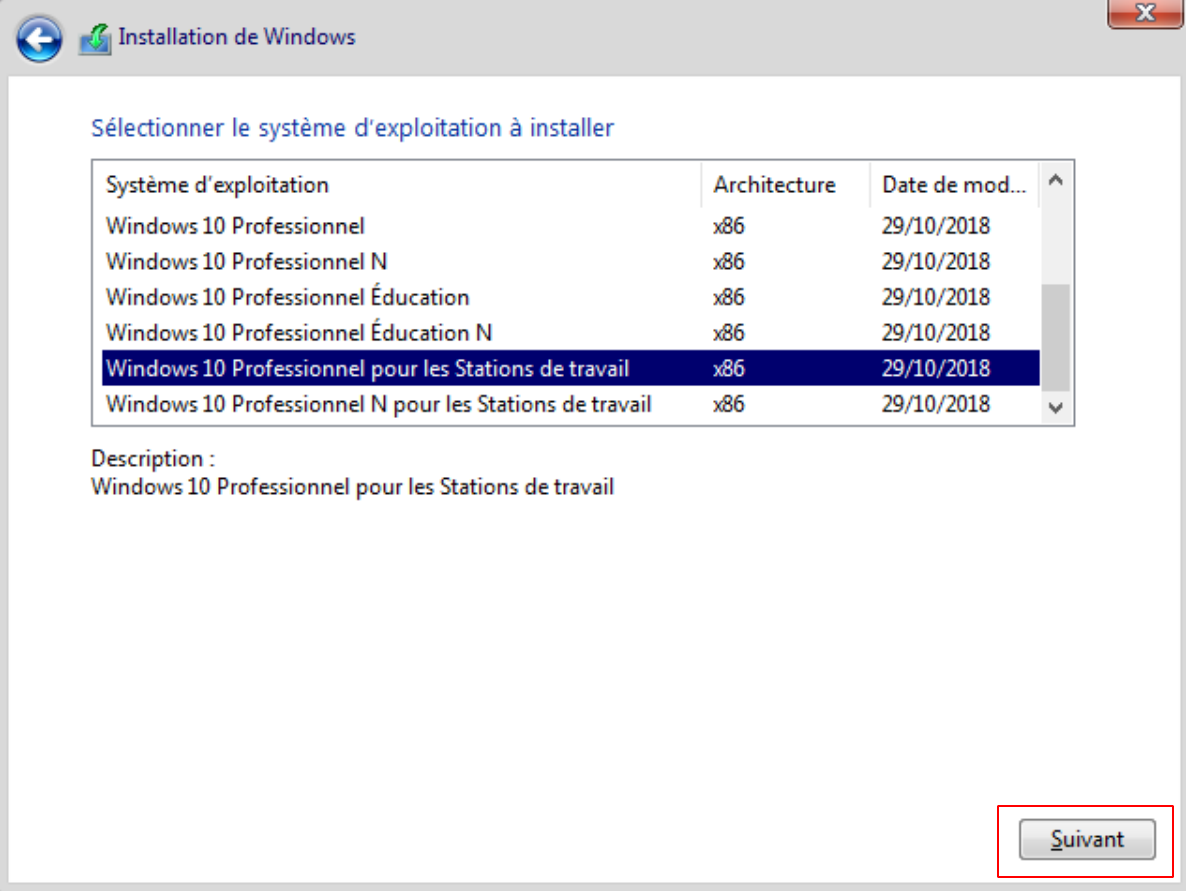 Installation de Windows
Sélectionner le système d'exploitation à installer
Système d'exploitation Architecture Date de mod...
Windows 10 Professionnel x86 29/10/2018
Windows 10 Professionnel N x86 29/10/2018
Windows 10 Professionnel Éducation x86 29/10/2018
Windows 10 Professionnel Éducation N x86 29/10/2018
Windows 10 Professionnel pour les Stations de travail x86 29/10/2018
Windows 10 Professionnel N pour les Stations de travail x86 29/10/2018
Description :
Windows 10 Professionnel pour les Stations de travail
Suivant